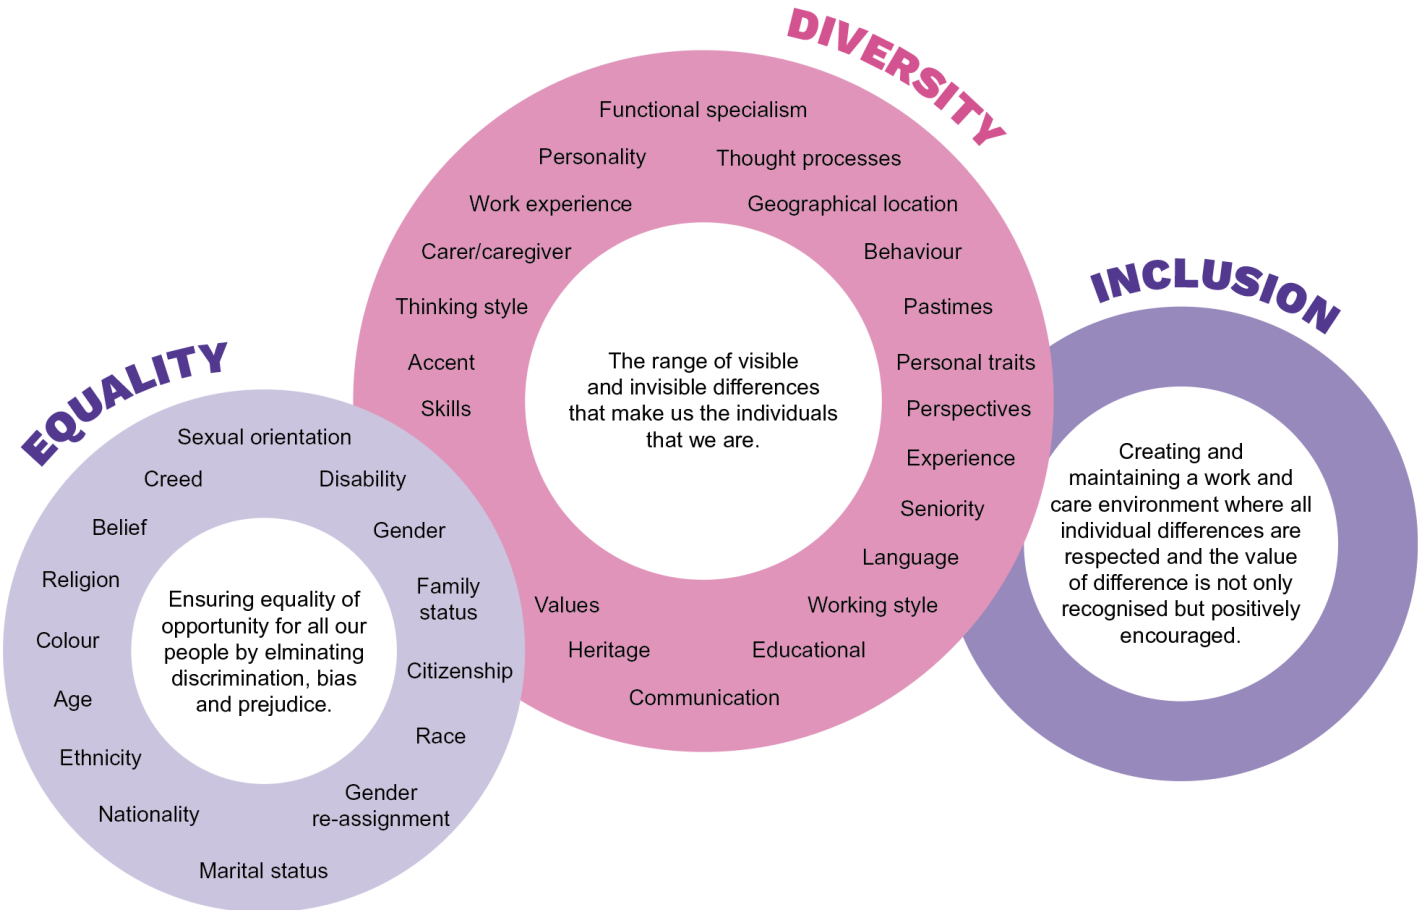 DIVERSITY
Functional specialism
Personality
Thought processes
Work experience
Geographical location
Carer/caregiver
Behaviour
Thinking style
Pastimes
Accent
Personal traits
Skills
Perspectives
Experience
Seniority
Language
Values
Working style
Heritage
Educational
Communication
The range of visible
and invisible differences
that make us the individuals
that we are.
EQUALITY
Sexual orientation
Creed
Disability
Belief
Gender
Religion
Family
status
Colour
Citizenship
Age
Race
Ethnicity
Gender
re-assignment
Nationality
Marital status
Ensuring equality of
opportunity for all our
people by elminating
discrimination, bias
and prejudice.
INCLUSION
Creating and
maintaining a work and
care environment where all
individual differences are
respected and the value
of difference is not only
recognised but positively
encouraged.